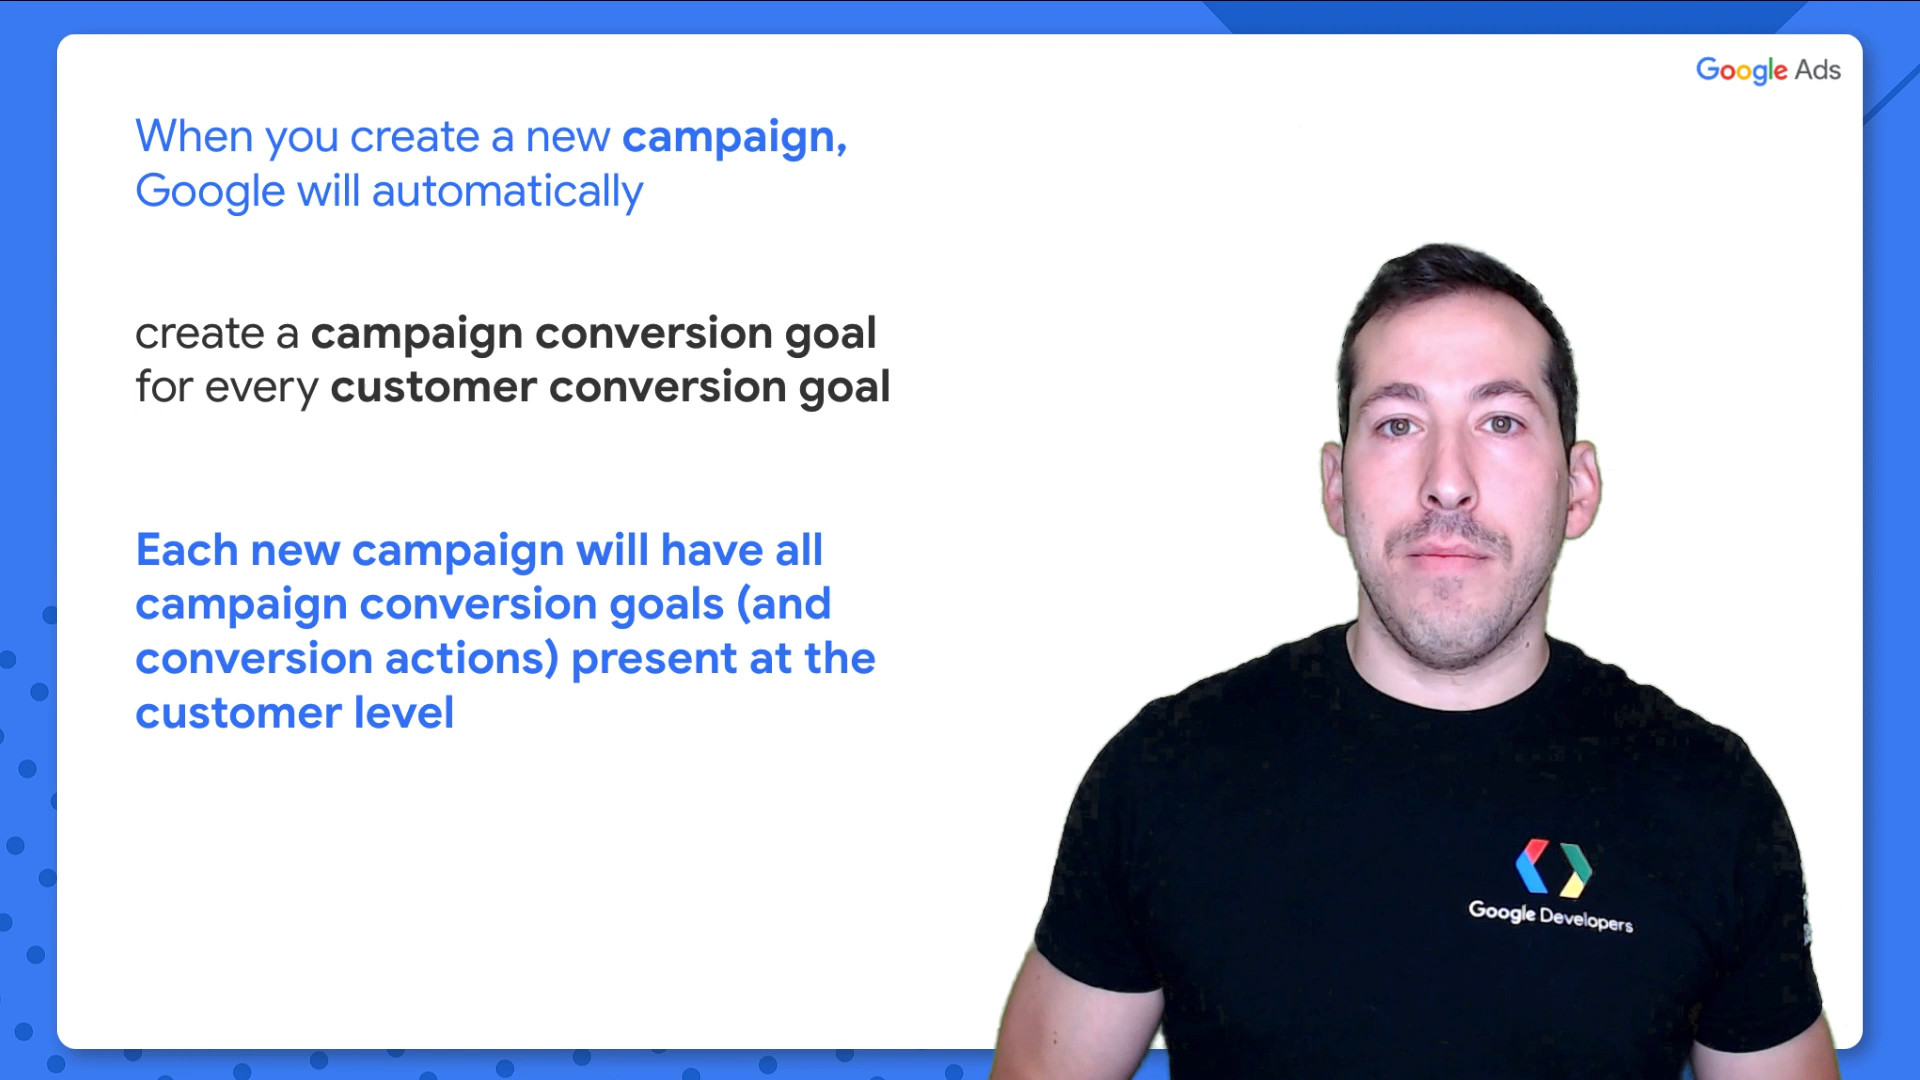 Google Ads
When you create a new campaign,
Google will automatically
create a campaign conversion goal
for every customer conversion goal
Each new campaign will have all
campaign conversion goals (and
conversion actions) present at the
customer level
Google Developers